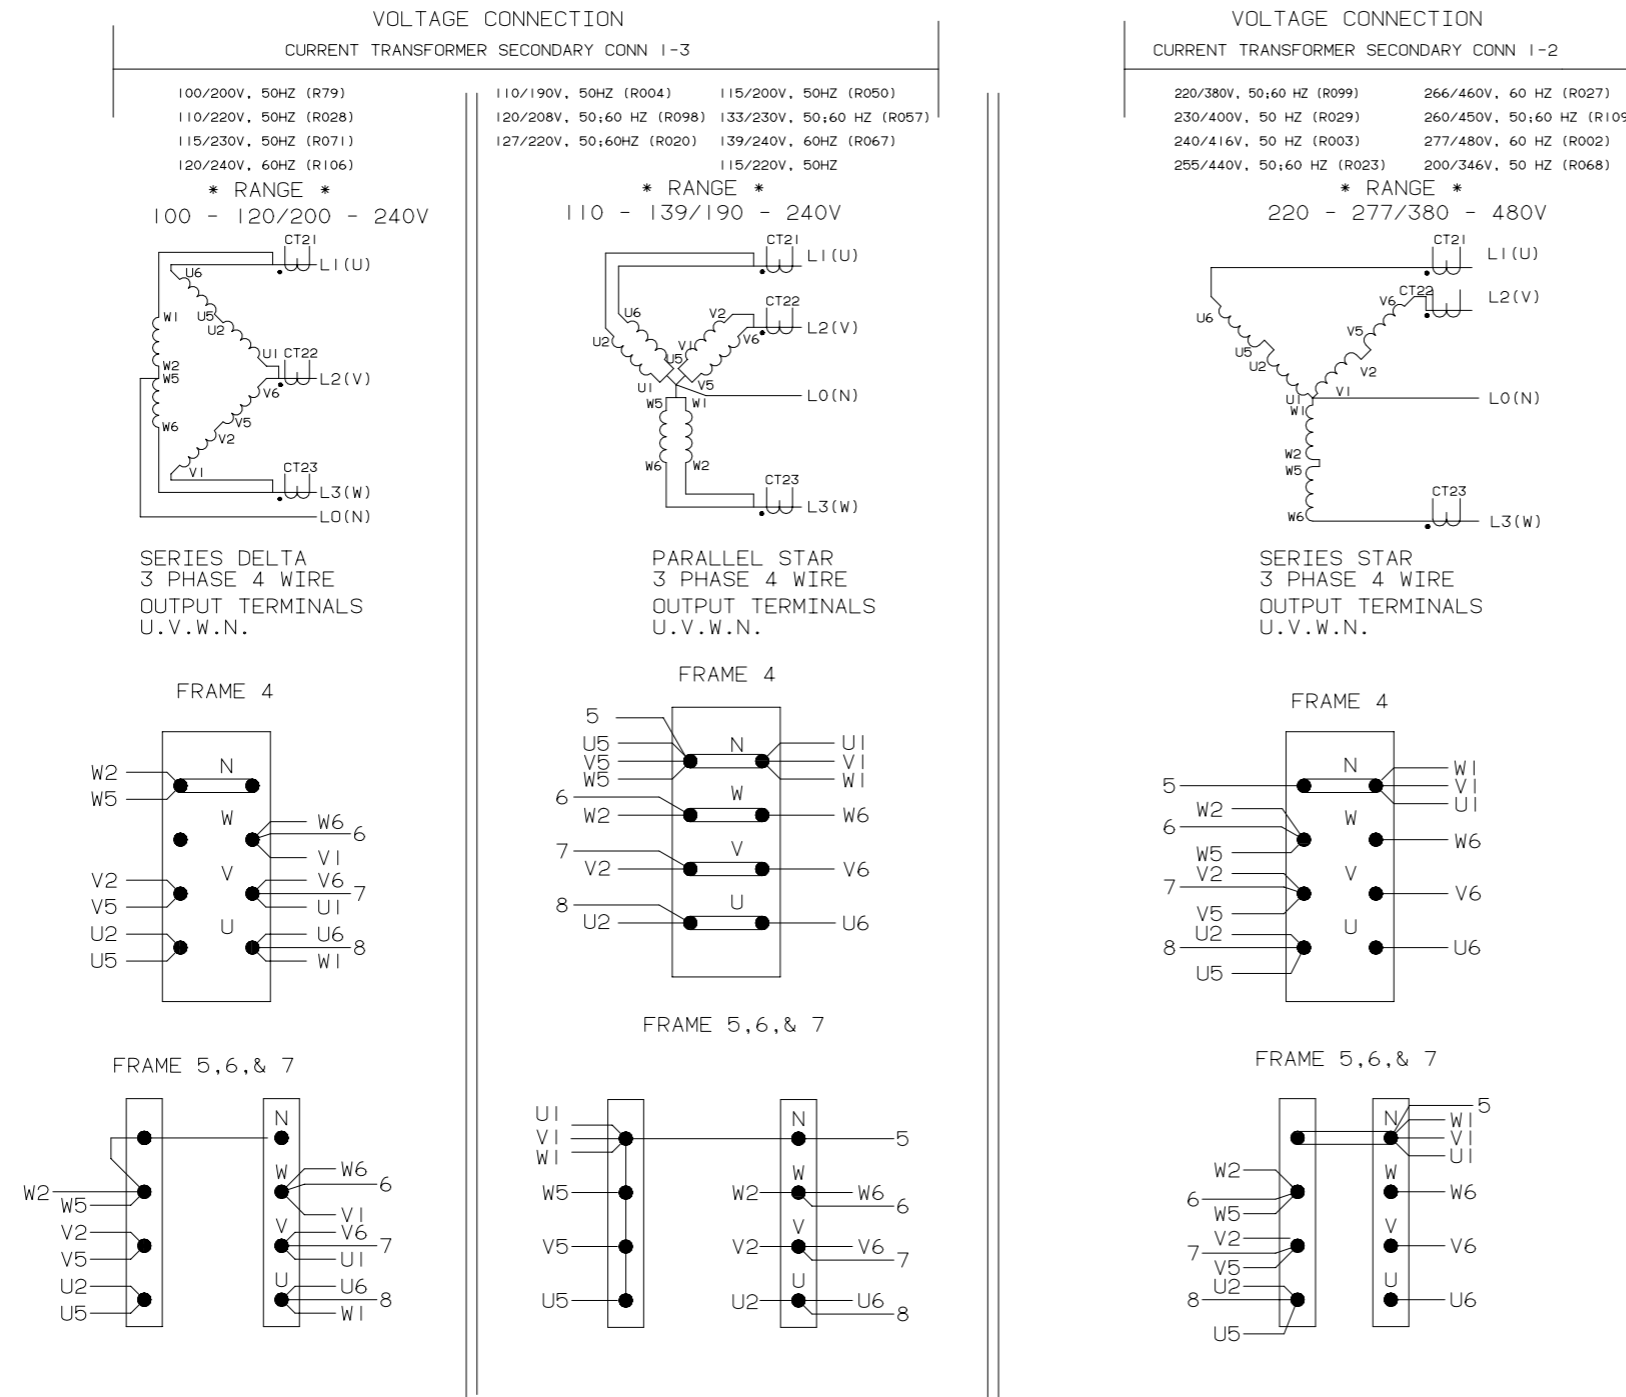 VOLTAGE CONNECTION
CURRENT TRANSFORMER SECONDARY CONN 1-3
100/200V, 50HZ (R79)
110/220V, 50HZ (R028)
115/230V, 50HZ (R071)
120/240V, 60HZ (R106)
* RANGE *
100 - 120/200 - 240V
CT21
L1(U)
U6
W1
U5
U2
U1
CT22
W2
W5
L2(V)
V6
W6
V5
V2
V1
CT23
L3(W)
L0(N)
SERIES DELTA
3 PHASE 4 WIRE
OUTPUT TERMINALS
U.V.W.N.
FRAME 4
W2
N
W5
W
W6
6
V1
V2
V
V6
7
V5
U1
U2
U
U6
8
U5
W1
FRAME 5,6,& 7
N
W2
W5
W
W6
6
V1
V2
V
V6
7
V5
U1
U2
U
U6
8
U5
W1
110/190V, 50HZ (R004)
120/208V, 50;60 HZ (R098)
127/220V, 50;60HZ (R020)
115/200V, 50HZ (R050)
133/230V, 50;60 HZ (R057)
139/240V, 60HZ (R067)
115/220V, 50HZ
* RANGE *
110 - 139/190 - 240V
CT21
L1(U)
U6
U2
V2
CT22
L2(V)
V1
V6
U5
U1
V5
L0(N)
W5
W1
W6
W2
CT23
L3(W)
PARALLEL STAR
3 PHASE 4 WIRE
OUTPUT TERMINALS
U.V.W.N.
FRAME 4
5
U5
V5
W5
N
U1
V1
W1
6
W2
W
W6
7
V2
V
V6
8
U2
U
U6
FRAME 5,6,& 7
U1
V1
W1
N
5
W5
W2
W
W6
6
V5
V2
V
V6
7
U5
U2
U
U6
8
VOLTAGE CONNECTION
CURRENT TRANSFORMER SECONDARY CONN 1-2
220/380V, 50;60 HZ (R099)
230/400V, 50 HZ (R029)
240/416V, 50 HZ (R003)
255/440V, 50;60 HZ (R023)
266/460V, 60 HZ (R027)
260/450V, 50;60 HZ (R109
277/480V, 60 HZ (R002)
200/346V, 50 HZ (R068)
* RANGE *
220 - 277/380 - 480V
CT21
L1(U)
CT22
L2(V)
V6
U6
V5
U5
U2
V2
U1
V1
L0(N)
W1
W2
W5
W6
CT23
L3(W)
SERIES STAR
3 PHASE 4 WIRE
OUTPUT TERMINALS
U.V.W.N.
FRAME 4
5
N
W1
V1
U1
W2
6
W5
W
W6
V2
7
V5
V
V6
U2
8
U5
U
U6
FRAME 5,6,& 7
N
5
W1
V1
U1
W2
6
W5
W
W6
V2
7
V5
V
V6
U2
8
U5
U
U6